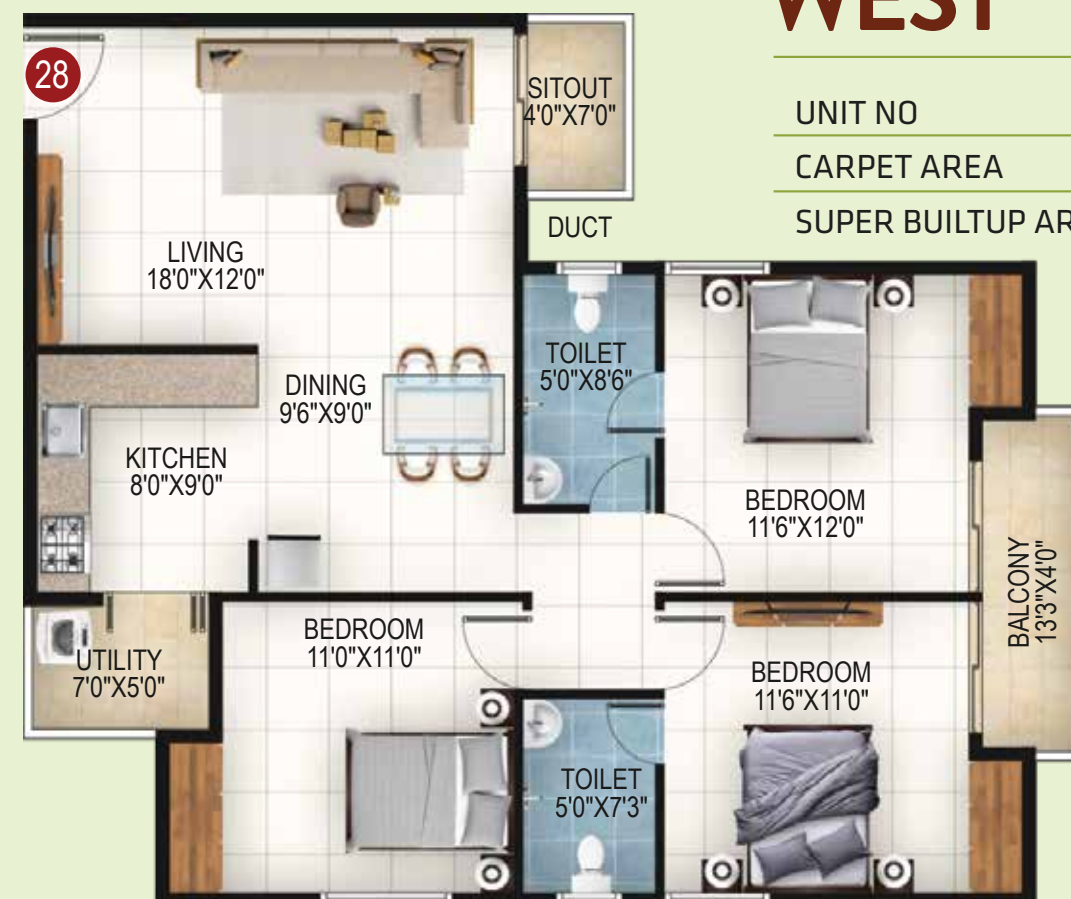 WEST
UNIT NO
CARPET AREA
SUPER BUILTUP AR
28
SITOUT
4'0"X7'0"
DUCT
LIVING
18'0"X12'0"
TOILET
5'0"X8'6"
DINING
9'6"X9'0"
KITCHEN
8'0"X9'0"
BEDROOM
11'6"X12'0"
BALCONY
13'3"X4'0"
BEDROOM
11'0"X11'0"
UTILITY
7'0"X5'0"
BEDROOM
11'6"X11'0"
TOILET
5'0"X7'3"